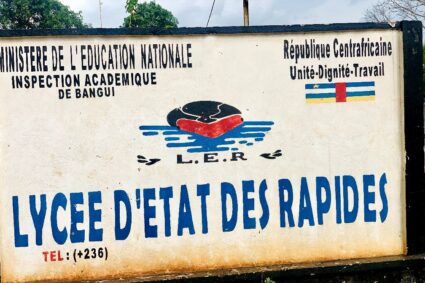 MINISTERE DE L'EDUCATION NATIONALE
INSPECTION ACADEMIQUE
DE BANGUI
République Centrafricaine
Unité-Dignité-Travail
L.E.R
LYCEE D'ETAT DES RAPIDES
TEL : (+236)